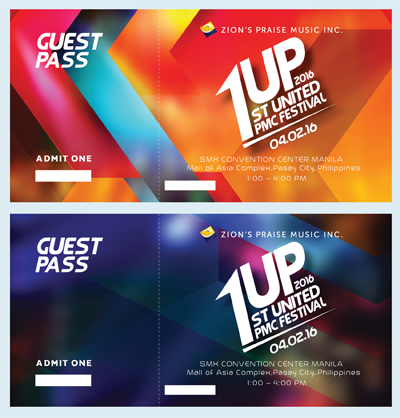 GUEST
PASS
ADMIT ONE
ZION'S PRAISE MUSIC INC.
1UP
2016
1ST UNITED
PMC FESTIVAL
04.02.16
SMX CONVENTION CENTER MANILA
Mall of Asia Complex, Pasay City, Philippines
1:00 – 4:00 PM
GUEST
PASS
ADMIT ONE
ZION'S PRAISE MUSIC INC.
1UP
2016
1ST UNITED
PMC FESTIVAL
04.02.16
SMX CONVENTION CENTER MANILA
Mall of Asia Complex, Pasay City, Philippines
1:00 – 4:00 PM